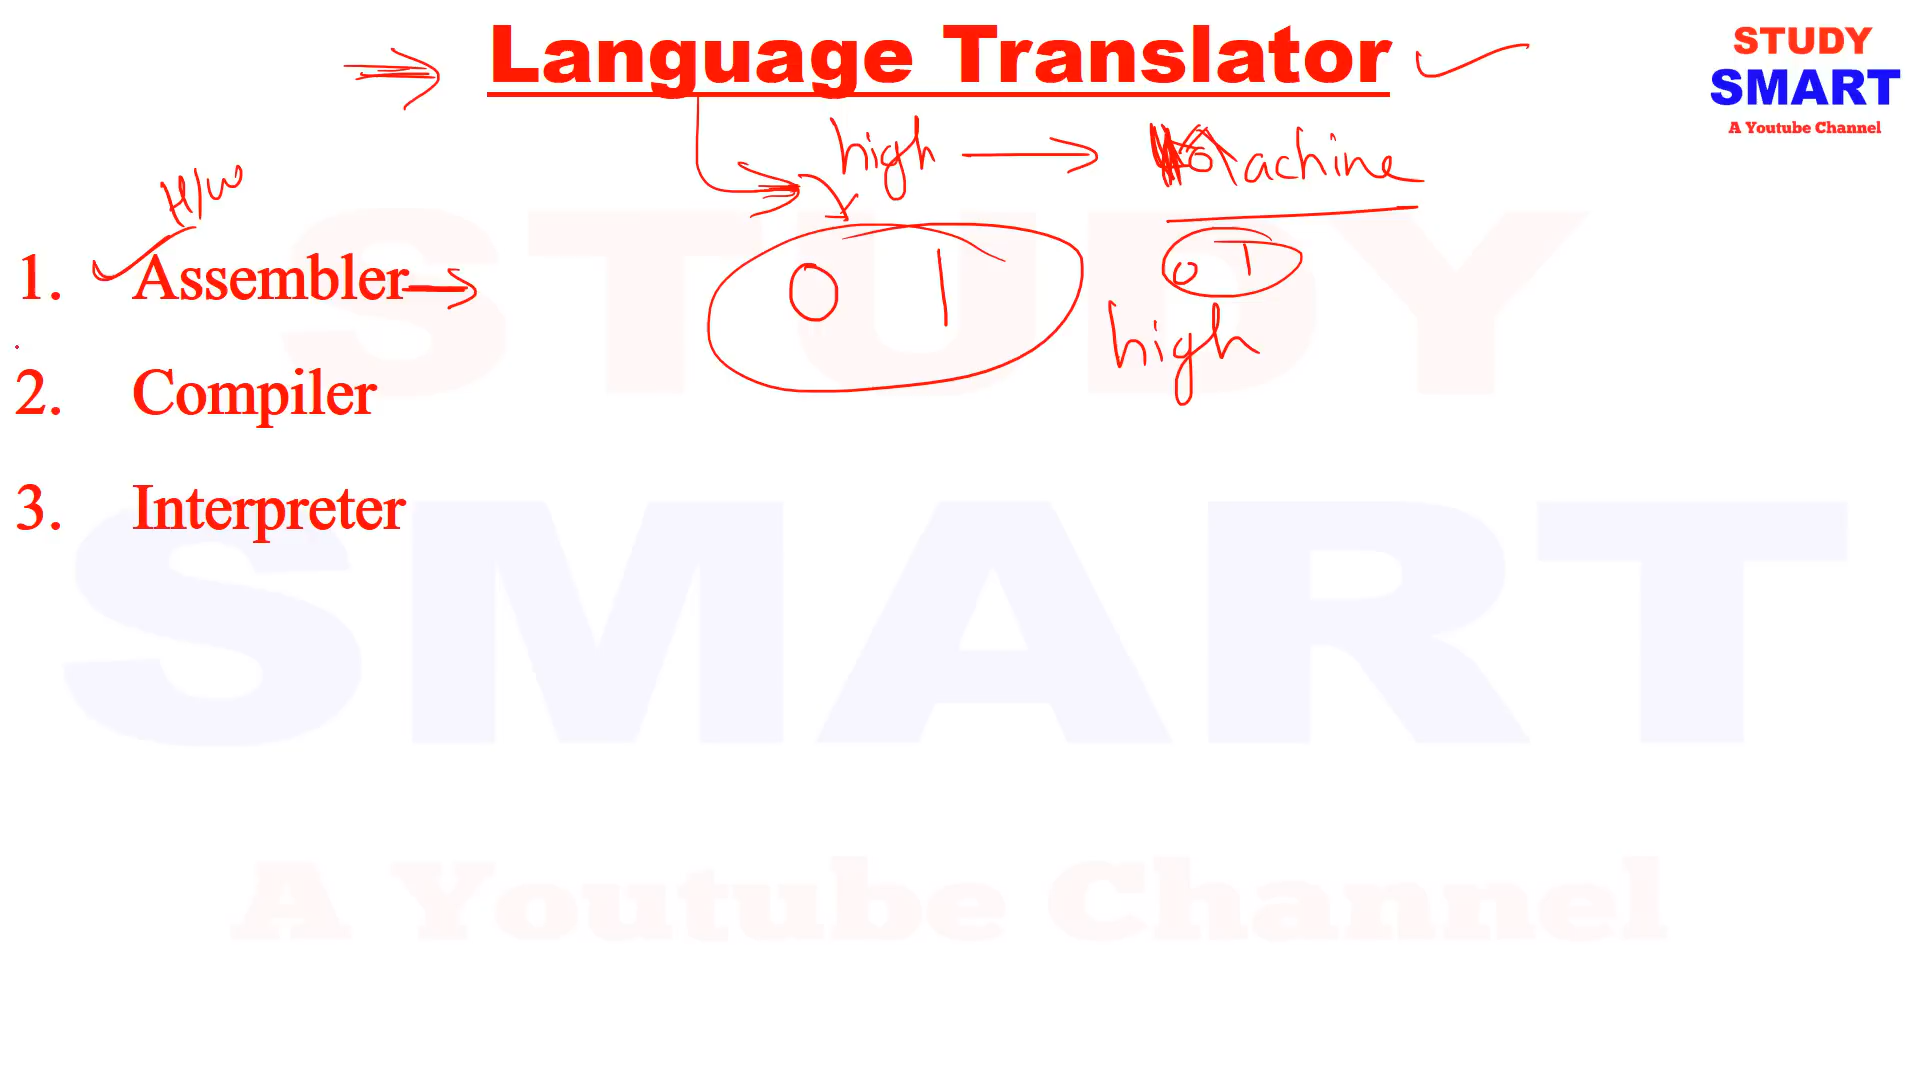 Language Translator
STUDY
SMART
A Youtube Channel
high → Machine
H/W
1. Assembler →
0 1
0 1
high
2. Compiler
3. Interpreter
STUDY
SMART
A Youtube Channel